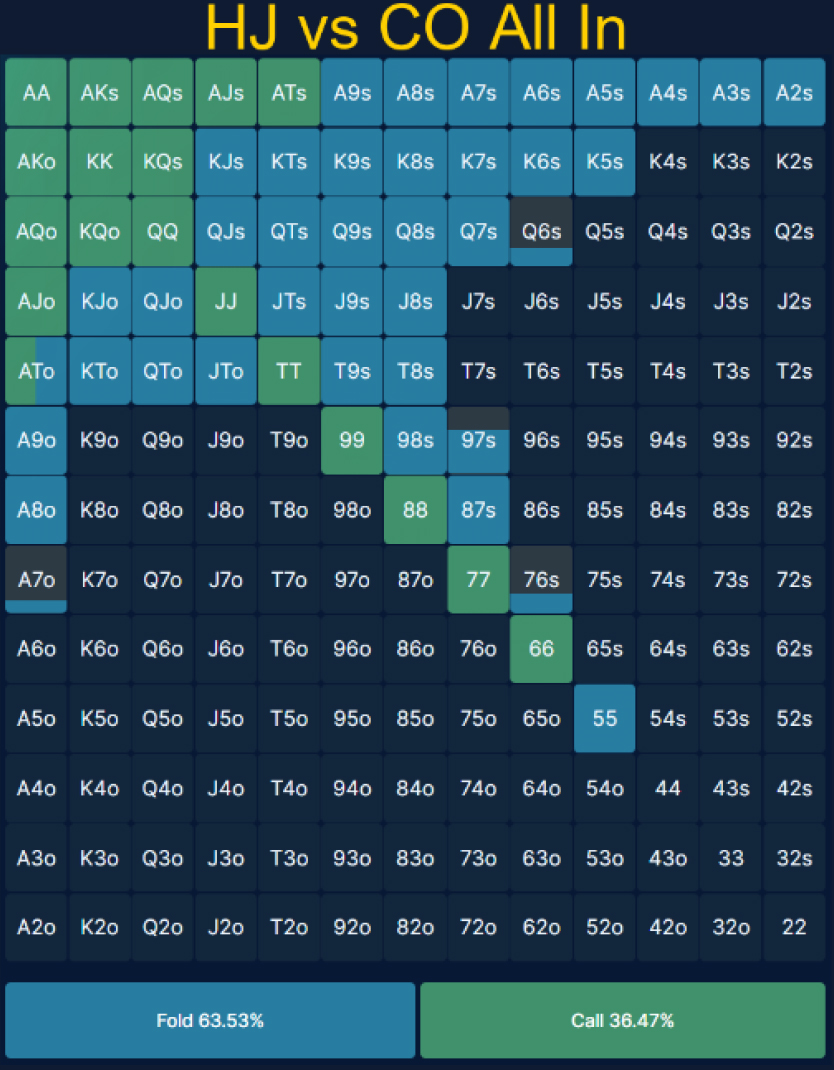 HJ vs CO All In
AA AKs AQs AJs ATs A9s A8s A7s A6s A5s A4s A3s A2s
AKo KK KQs KJs KTs K9s K8s K7s K6s K5s K4s K3s K2s
AQo KQo QQ QJs QTs Q9s Q8s Q7s Q6s Q5s Q4s Q3s Q2s
AJo KJo QJo JJ JTs J9s J8s J7s J6s J5s J4s J3s J2s
ATo KTo QTo JTo TT T9s T8s T7s T6s T5s T4s T3s T2s
A9o K9o Q9o J9o T9o 99 98s 97s 96s 95s 94s 93s 92s
A8o K8o Q8o J8o T8o 98o 88 87s 86s 85s 84s 83s 82s
A7o K7o Q7o J7o T7o 97o 87o 77 76s 75s 74s 73s 72s
A6o K6o Q6o J6o T6o 96o 86o 76o 66 65s 64s 63s 62s
A5o K5o Q5o J5o T5o 95o 85o 75o 65o 55 54s 53s 52s
A4o K4o Q4o J4o T4o 94o 84o 74o 64o 54o 44 43s 42s
A3o K3o Q3o J3o T3o 93o 83o 73o 63o 53o 43o 33 32s
A2o K2o Q2o J2o T2o 92o 82o 72o 62o 52o 42o 32o 22
Fold 63.53% Call 36.47%